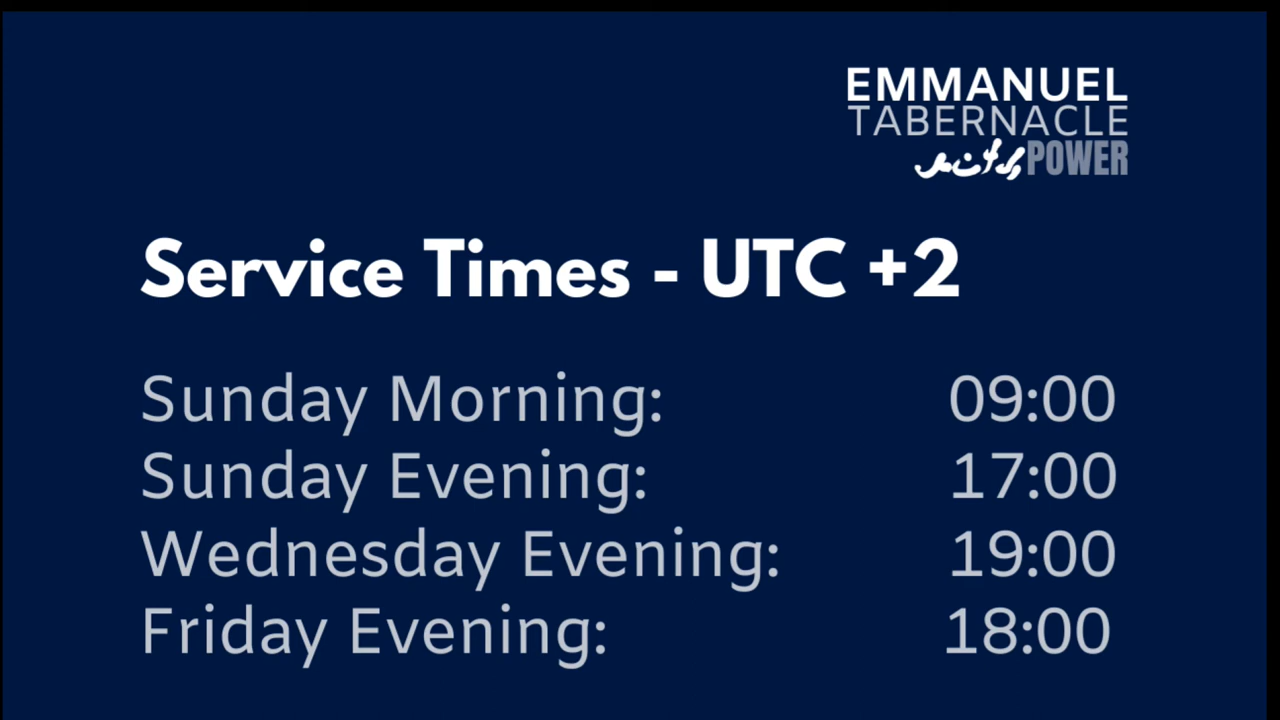 EMMANUEL
TABERNACLE
POWER
Service Times - UTC +2
Sunday Morning: 09:00
Sunday Evening: 17:00
Wednesday Evening: 19:00
Friday Evening: 18:00